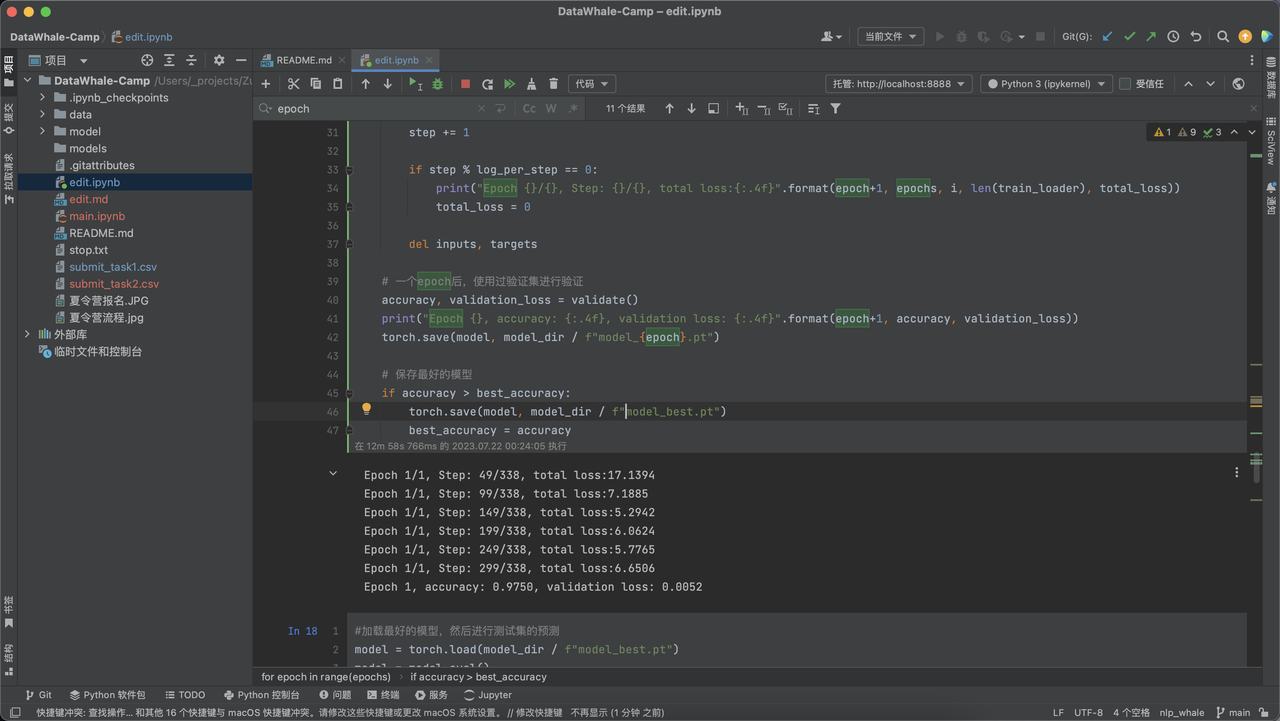 DataWhale-Camp – edit.ipynb
DataWhale-Camp
edit.ipynb
当前文件
Git(G):
项目
README.md
edit.ipynb
DataWhale-Camp /Users/_projects/Zu
.ipynb_checkpoints
data
model
models
.gitattributes
edit.ipynb
edit.md
main.ipynb
README.md
stop.txt
submit_task1.csv
submit_task2.csv
夏令营报名.JPG
夏令营流程.jpg
外部库
临时文件和控制台
项目
提交
拉取请求
书签
结构
代码
托管: http://localhost:8888
Python 3 (ipykernel)
受信任
epoch
Cc
W
.*
11 个结果
1 9 3
数据库
SciView
通知
31 step += 1
32
33 if step % log_per_step == 0:
34 print("Epoch {}/{}, Step: {}/{}, total loss:{:.4f}".format(epoch+1, epochs, i, len(train_loader), total_loss))
35 total_loss = 0
36
37 del inputs, targets
38
39 # 一个epoch后，使用过验证集进行验证
40 accuracy, validation_loss = validate()
41 print("Epoch {}, accuracy: {:.4f}, validation loss: {:.4f}".format(epoch+1, accuracy, validation_loss))
42 torch.save(model, model_dir / f"model_{epoch}.pt")
43
44 # 保存最好的模型
45 if accuracy > best_accuracy:
46 torch.save(model, model_dir / f"model_best.pt")
47 best_accuracy = accuracy
在 12m 58s 766ms 的 2023.07.22 00:24:05 执行
Epoch 1/1, Step: 49/338, total loss:17.1394
Epoch 1/1, Step: 99/338, total loss:7.1885
Epoch 1/1, Step: 149/338, total loss:5.2942
Epoch 1/1, Step: 199/338, total loss:6.0624
Epoch 1/1, Step: 249/338, total loss:5.7765
Epoch 1/1, Step: 299/338, total loss:6.6506
Epoch 1, accuracy: 0.9750, validation loss: 0.0052
In 18 1 #加载最好的模型，然后进行测试集的预测
2 model = torch.load(model_dir / f"model_best.pt")
3 model = model.eval()
for epoch in range(epochs) › if accuracy > best_accuracy
Git
Python 软件包
TODO
Python 控制台
问题
终端
服务
Jupyter
快捷键冲突: 查找操作... 和其他 16 个快捷键与 macOS 快捷键冲突。请修改这些快捷键或更改 macOS 系统设置。 // 修改快捷键 不再显示 (1 分钟 之前)
LF
UTF-8
4 个空格
nlp_whale
main